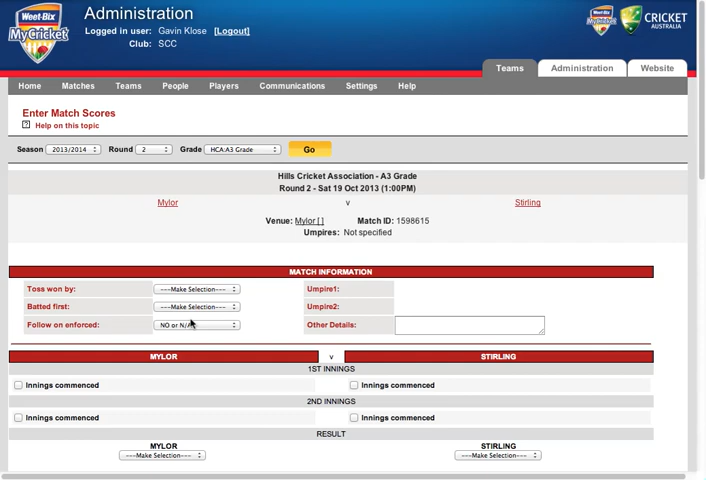 Weet-Bix
MyCricket
Administration
Logged in user: Gavin Klose [Logout]
Club: SCC
Weet-Bix
CRICKET
AUSTRALIA
Teams Administration Website
Home Matches Teams People Players Communications Settings Help
Enter Match Scores
? Help on this topic
Season 2013/2014 Round 2 Grade HCA:A3 Grade Go
Hills Cricket Association - A3 Grade
Round 2 - Sat 19 Oct 2013 (1:00PM)
Mylor v Stirling
Venue: Mylor [ ] Match ID: 1598615
Umpires: Not specified
MATCH INFORMATION
Toss won by: ---Make Selection--- Umpire1:
Batted first: ---Make Selection--- Umpire2:
Follow on enforced: NO or N/A Other Details:
MYLOR v STIRLING
1ST INNINGS
Innings commenced Innings commenced
2ND INNINGS
Innings commenced Innings commenced
RESULT
MYLOR STIRLING
---Make Selection--- ---Make Selection---